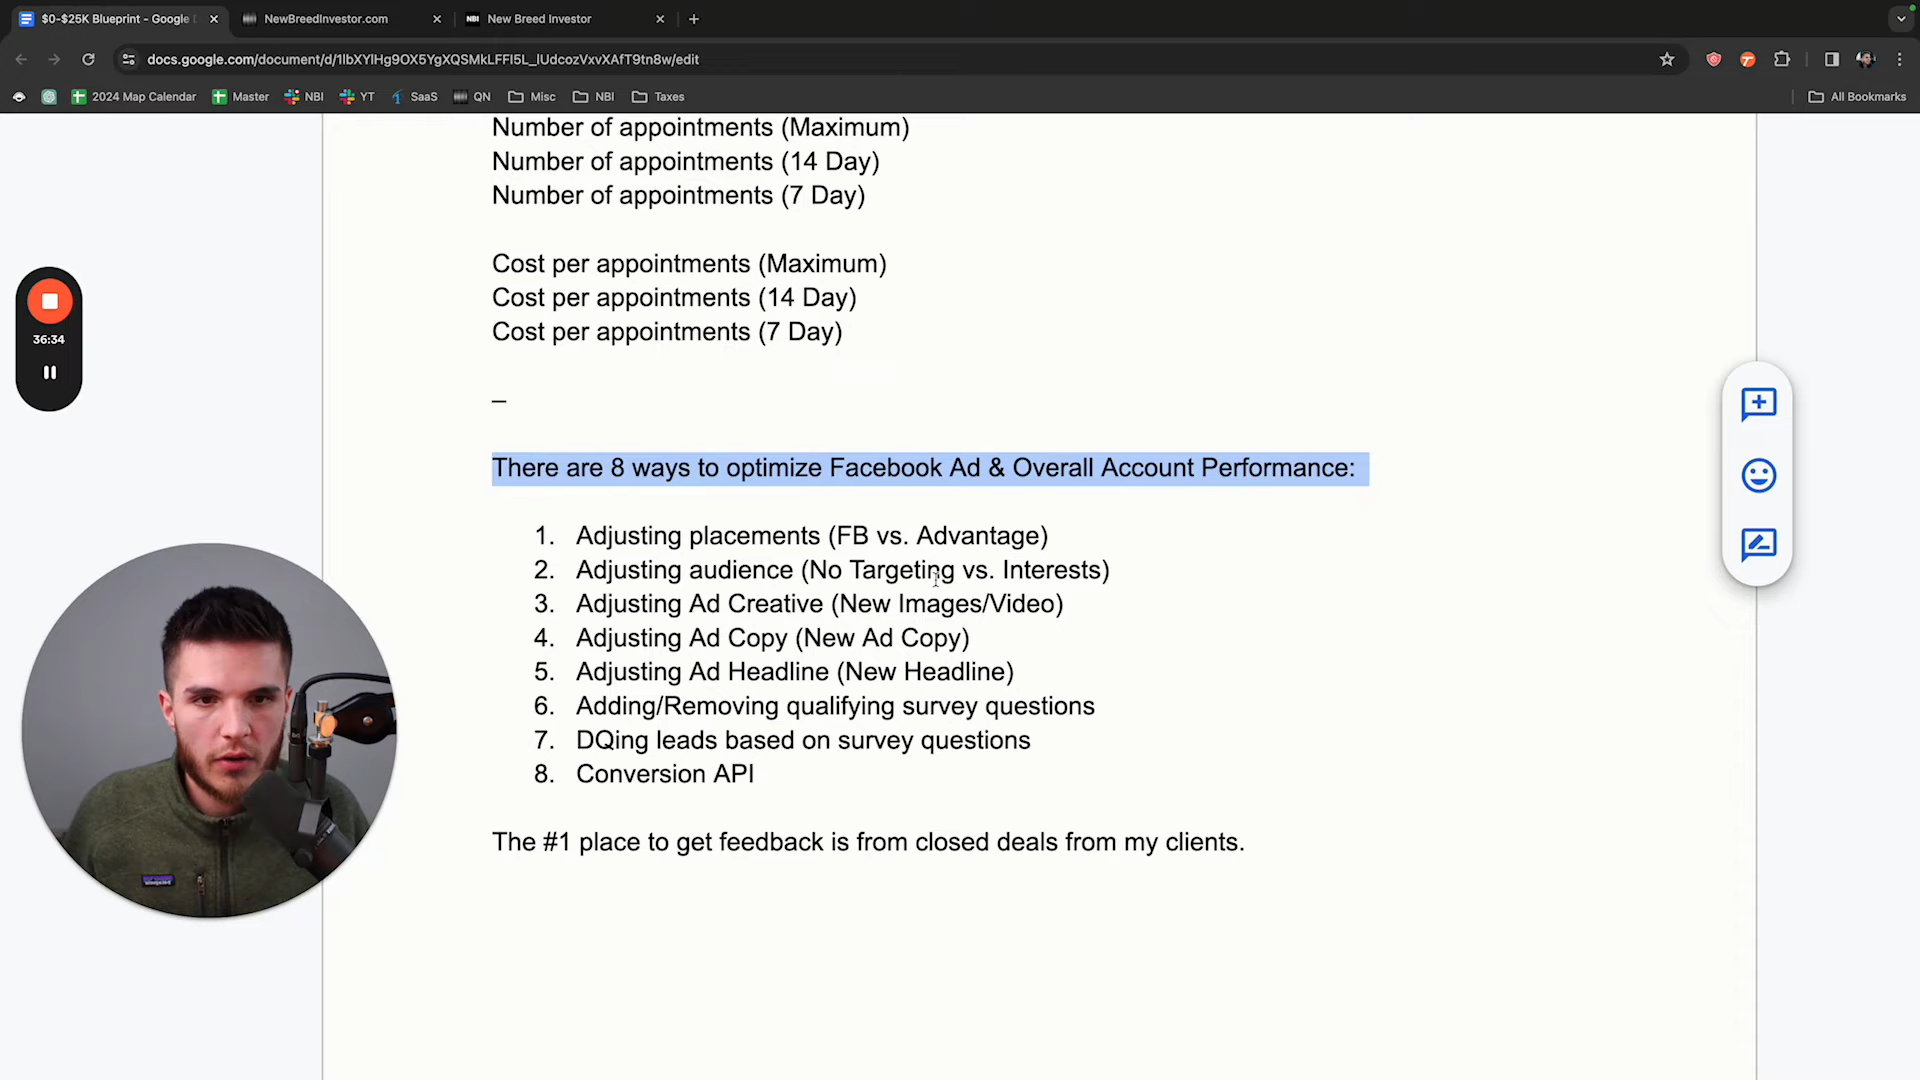 $0-$25K Blueprint - Google
NewBreedInvestor.com
NBI New Breed Investor
docs.google.com/document/d/1lbXYlHg9OX5YgXQSMkLFFI5L_lUdcozVxvXAfT9tn8w/edit
2024 Map Calendar
Master
NBI
YT
SaaS
QN
Misc
NBI
Taxes
All Bookmarks
Number of appointments (Maximum)
Number of appointments (14 Day)
Number of appointments (7 Day)
Cost per appointments (Maximum)
Cost per appointments (14 Day)
Cost per appointments (7 Day)
–
36:34
There are 8 ways to optimize Facebook Ad & Overall Account Performance:
1. Adjusting placements (FB vs. Advantage)
2. Adjusting audience (No Targeting vs. Interests)
3. Adjusting Ad Creative (New Images/Video)
4. Adjusting Ad Copy (New Ad Copy)
5. Adjusting Ad Headline (New Headline)
6. Adding/Removing qualifying survey questions
7. DQing leads based on survey questions
8. Conversion API
The #1 place to get feedback is from closed deals from my clients.